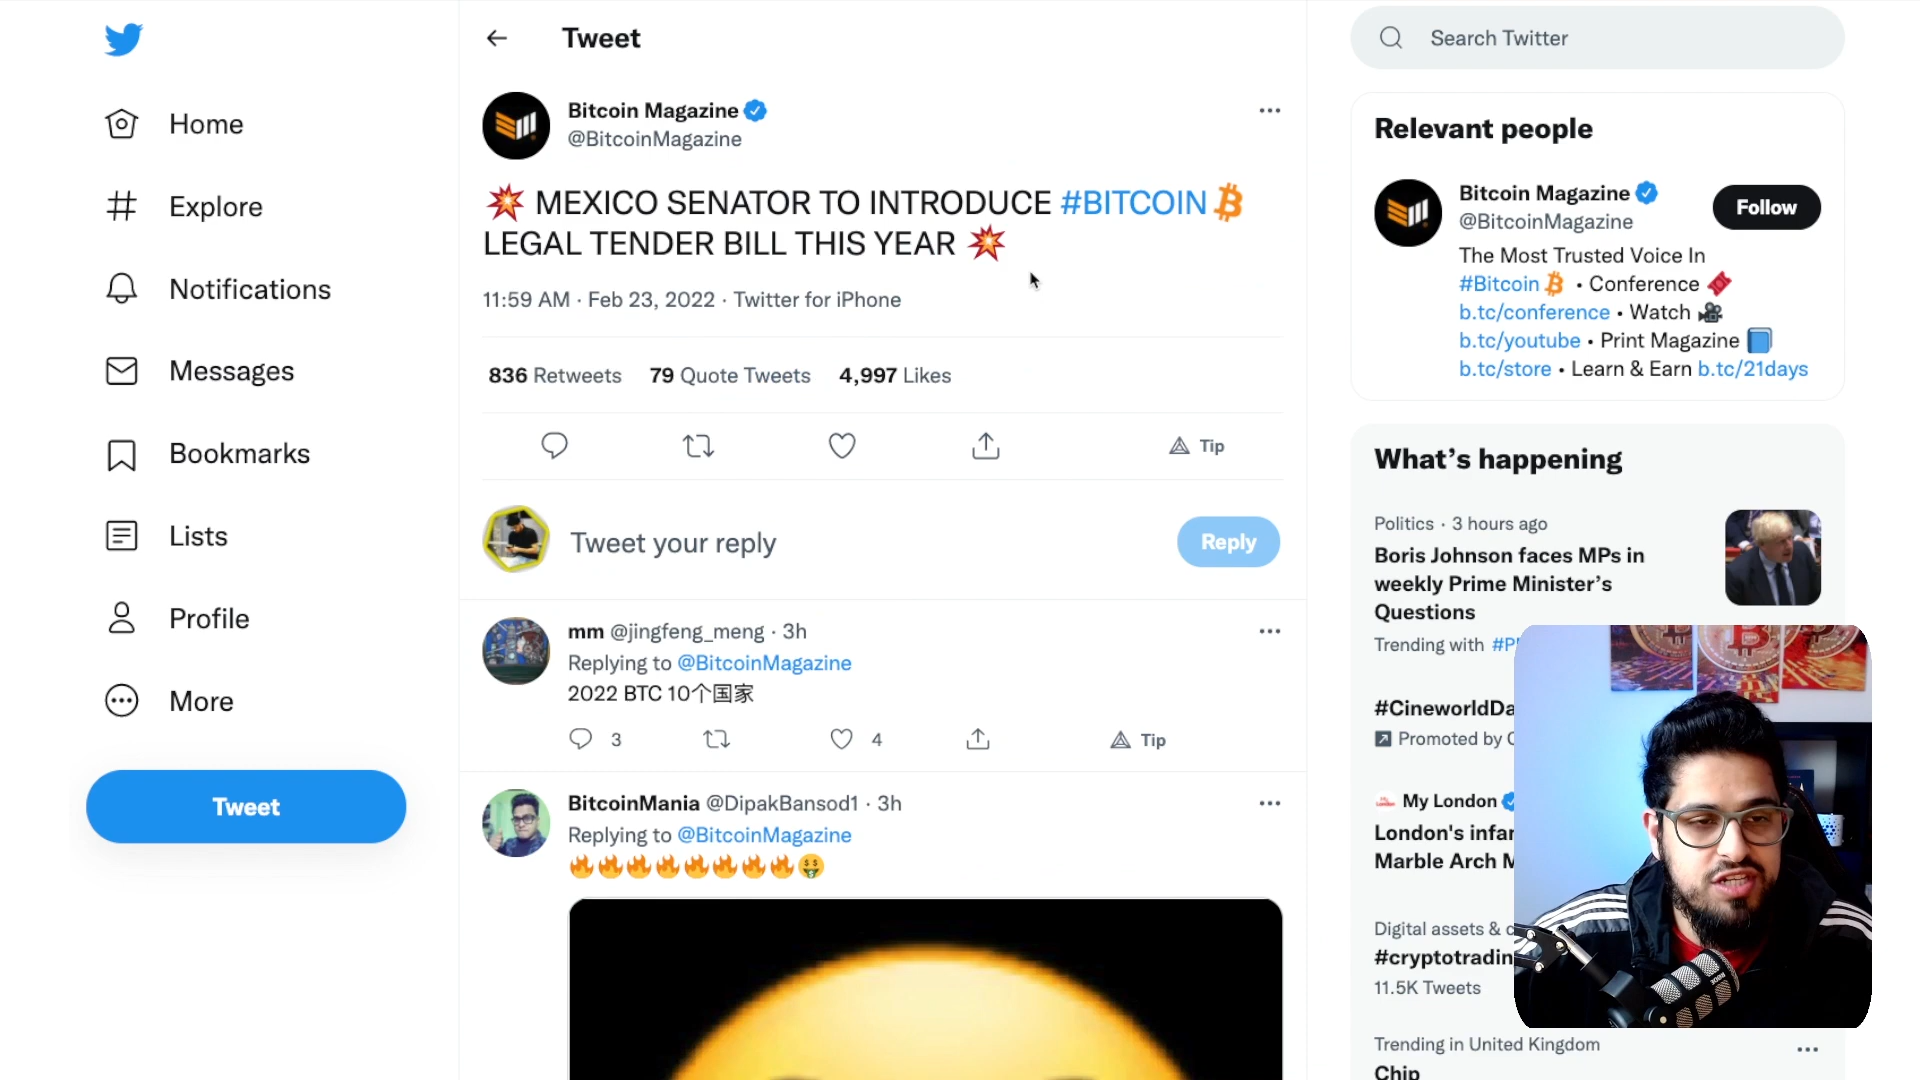 Home
Explore
Notifications
Messages
Bookmarks
Lists
Profile
More
Tweet
Tweet
Bitcoin Magazine
@BitcoinMagazine
MEXICO SENATOR TO INTRODUCE #BITCOIN
LEGAL TENDER BILL THIS YEAR
11:59 AM · Feb 23, 2022 · Twitter for iPhone
836 Retweets 79 Quote Tweets 4,997 Likes
Tip
Tweet your reply
Reply
mm @jingfeng_meng · 3h
Replying to @BitcoinMagazine
2022 BTC 10个国家
3 4 Tip
BitcoinMania @DipakBansod1 · 3h
Replying to @BitcoinMagazine
Search Twitter
Relevant people
Bitcoin Magazine
@BitcoinMagazine
Follow
The Most Trusted Voice In
#Bitcoin • Conference
b.tc/conference • Watch
b.tc/youtube • Print Magazine
b.tc/store • Learn & Earn b.tc/21days
What's happening
Politics · 3 hours ago
Boris Johnson faces MPs in
weekly Prime Minister's
Questions
Trending with
#CineworldDa
Promoted by
My London
London's infar
Marble Arch M
Digital assets & c
#cryptotradin
11.5K Tweets
Trending in United Kingdom
Chip